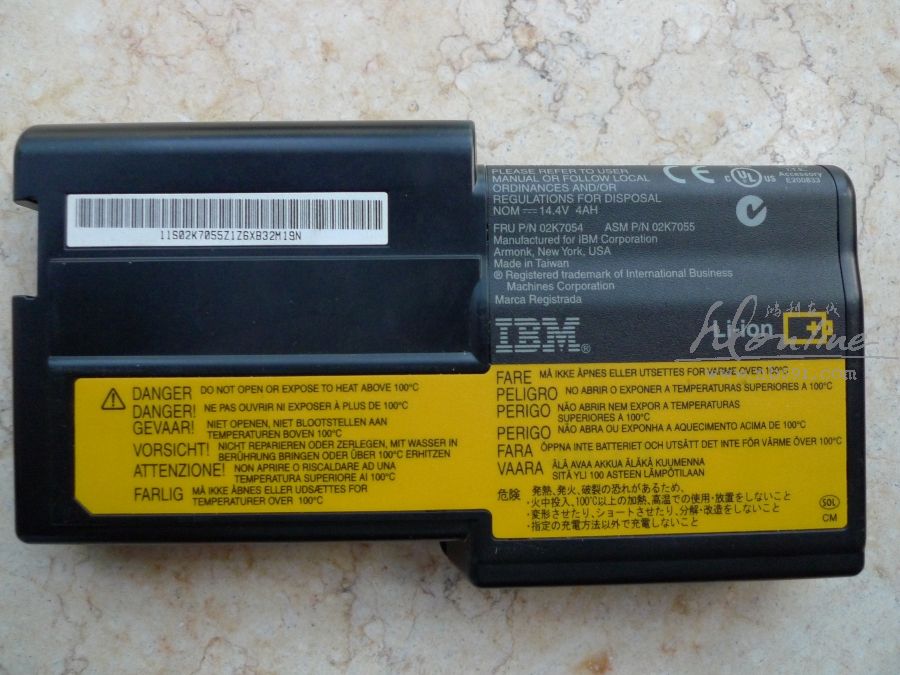 11S02K7055Z1Z6XB32M19N
DANGER DO NOT OPEN OR EXPOSE TO HEAT ABOVE 100°C
DANGER! NE PAS OUVRIR NI EXPOSER À PLUS DE 100°C
GEVAAR! NIET OPENEN, NIET BLOOTSTELLEN AAN
TEMPERATUREN BOVEN 100°C
VORSICHT! NICHT REPARIEREN ODER ZERLEGEN, MIT WASSER IN
BERÜHRUNG BRINGEN ODER ÜBER 100°C ERHITZEN
ATTENZIONE! NON APRIRE O RISCALDARE AD UNA
TEMPERATURA SUPERIORE AI 100°C
FARLIG MÅ IKKE ÅBNES ELLER UDSÆTTES FOR
TEMPERATURER OVER 100°C
PLEASE REFER TO USER
MANUAL OR FOLLOW LOCAL
ORDINANCES AND/OR
REGULATIONS FOR DISPOSAL
NOM 14.4V 4AH
CE
C UL US
Accessory
E200833
FRU P/N 02K7054 ASM P/N 02K7055
Manufactured for IBM Corporation
Armonk, New York, USA
Made in Taiwan
® Registered trademark of International Business
Machines Corporation
Marca Registrada
IBM®
Li-ion
FARE MÅ IKKE ÅPNES ELLER UTSETTES FOR VARME OVER 100°C
PELIGRO NO ABRIR O EXPONER A TEMPERATURAS SUPERIORES A 100°C
PERIGO NÃO ABRIR NEM EXPOR A TEMPERATURAS
SUPERIORES A 100°C
PERIGO NÃO ABRA OU EXPONHA A AQUECIMENTO ACIMA DE 100°C
FARA ÖPPNA INTE BATTERIET OCH UTSÄTT DET INTE FÖR VÄRME ÖVER 100°C
VAARA ÄLÄ AVAA AKKUA ÄLÄKÄ KUUMENNA
SITÄ YLI 100 ASTEEN LÄMPÖTILAAN
危険 発熱、発火、破裂の恐れがあるため、
・火中投入、100℃以上の加熱、高温での使用・放置をしないこと
・変形させたり、ショートさせたり、分解・改造をしないこと
・指定の充電方法以外で充電しないこと
SOL
CM